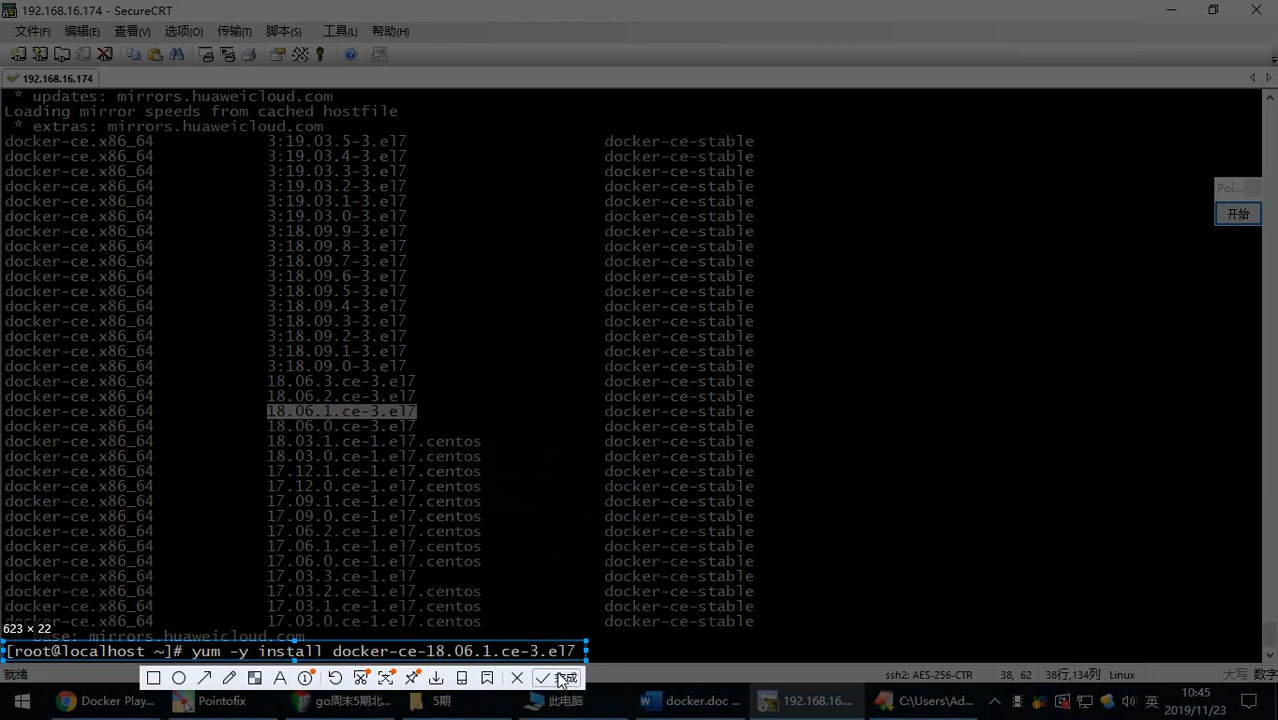 192.168.16.174 - SecureCRT
文件(F) 编辑(E) 查看(V) 选项(O) 传输(T) 脚本(S) 工具(L) 帮助(H)
192.168.16.174
* updates: mirrors.huaweicloud.com
Loading mirror speeds from cached hostfile
* extras: mirrors.huaweicloud.com
docker-ce.x86_64 3:19.03.5-3.el7 docker-ce-stable
docker-ce.x86_64 3:19.03.4-3.el7 docker-ce-stable
docker-ce.x86_64 3:19.03.3-3.el7 docker-ce-stable
docker-ce.x86_64 3:19.03.2-3.el7 docker-ce-stable
docker-ce.x86_64 3:19.03.1-3.el7 docker-ce-stable
docker-ce.x86_64 3:19.03.0-3.el7 docker-ce-stable
docker-ce.x86_64 3:18.09.9-3.el7 docker-ce-stable
docker-ce.x86_64 3:18.09.8-3.el7 docker-ce-stable
docker-ce.x86_64 3:18.09.7-3.el7 docker-ce-stable
docker-ce.x86_64 3:18.09.6-3.el7 docker-ce-stable
docker-ce.x86_64 3:18.09.5-3.el7 docker-ce-stable
docker-ce.x86_64 3:18.09.4-3.el7 docker-ce-stable
docker-ce.x86_64 3:18.09.3-3.el7 docker-ce-stable
docker-ce.x86_64 3:18.09.2-3.el7 docker-ce-stable
docker-ce.x86_64 3:18.09.1-3.el7 docker-ce-stable
docker-ce.x86_64 3:18.09.0-3.el7 docker-ce-stable
docker-ce.x86_64 18.06.3.ce-3.el7 docker-ce-stable
docker-ce.x86_64 18.06.2.ce-3.el7 docker-ce-stable
docker-ce.x86_64 18.06.1.ce-3.el7 docker-ce-stable
docker-ce.x86_64 18.06.0.ce-3.el7 docker-ce-stable
docker-ce.x86_64 18.03.1.ce-1.el7.centos docker-ce-stable
docker-ce.x86_64 18.03.0.ce-1.el7.centos docker-ce-stable
docker-ce.x86_64 17.12.1.ce-1.el7.centos docker-ce-stable
docker-ce.x86_64 17.12.0.ce-1.el7.centos docker-ce-stable
docker-ce.x86_64 17.09.1.ce-1.el7.centos docker-ce-stable
docker-ce.x86_64 17.09.0.ce-1.el7.centos docker-ce-stable
docker-ce.x86_64 17.06.2.ce-1.el7.centos docker-ce-stable
docker-ce.x86_64 17.06.1.ce-1.el7.centos docker-ce-stable
docker-ce.x86_64 17.06.0.ce-1.el7.centos docker-ce-stable
docker-ce.x86_64 17.03.3.ce-1.el7 docker-ce-stable
docker-ce.x86_64 17.03.2.ce-1.el7.centos docker-ce-stable
docker-ce.x86_64 17.03.1.ce-1.el7.centos docker-ce-stable
docker-ce.x86_64 17.03.0.ce-1.el7.centos docker-ce-stable
base: mirrors.huaweicloud.com
[root@localhost ~]# yum -y install docker-ce-18.06.1.ce-3.el7
623 × 22
Poi...
开始
就绪 ssh2: AES-256-CTR 38, 62 38行,134列 Linux 大写 数字
Docker Play... Pointofix go周末5期北... 5期 此电脑 docker.doc ... 192.168.16.... C:\Users\Ad... 英 10:45
2019/11/23